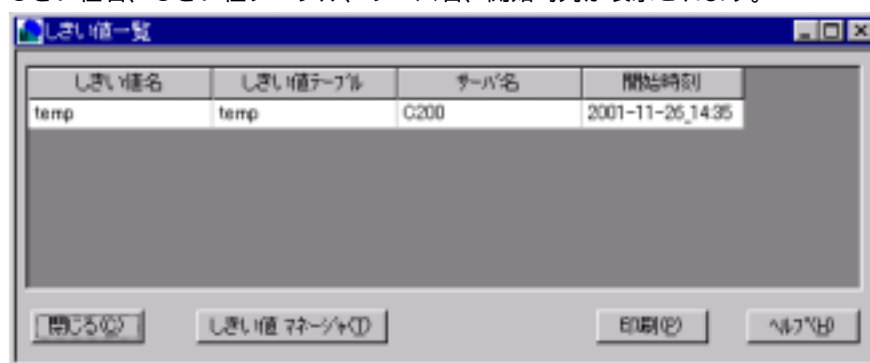 しきい値一覧
しきい値名 しきい値テーブル サーバ名 開始時刻
temp temp C200 2001-11-26_14:35
閉じる(C) しきい値 マネージャ(T) 印刷(P) ヘルプ(H)